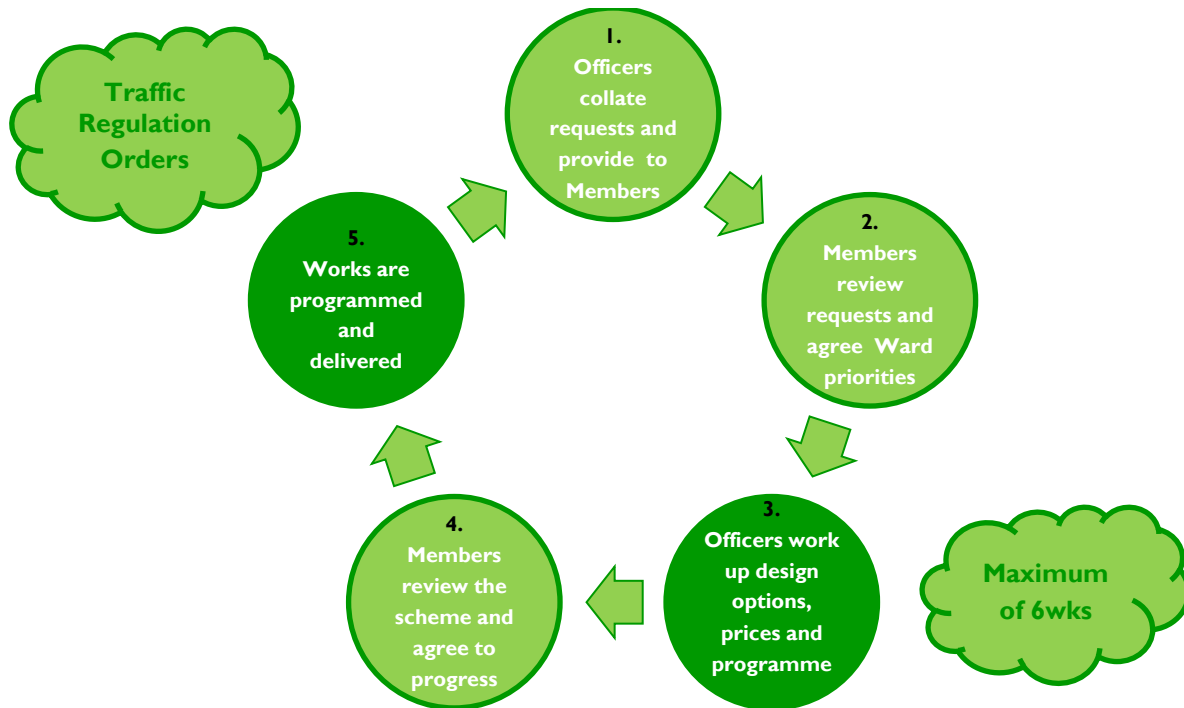 Traffic
Regulation
Orders
1.
Officers
collate
requests and
provide to
Members
2.
Members
review
requests and
agree Ward
priorities
3.
Officers work
up design
options,
prices and
programme
Maximum
of 6wks
4.
Members
review the
scheme and
agree to
progress
5.
Works are
programmed
and
delivered